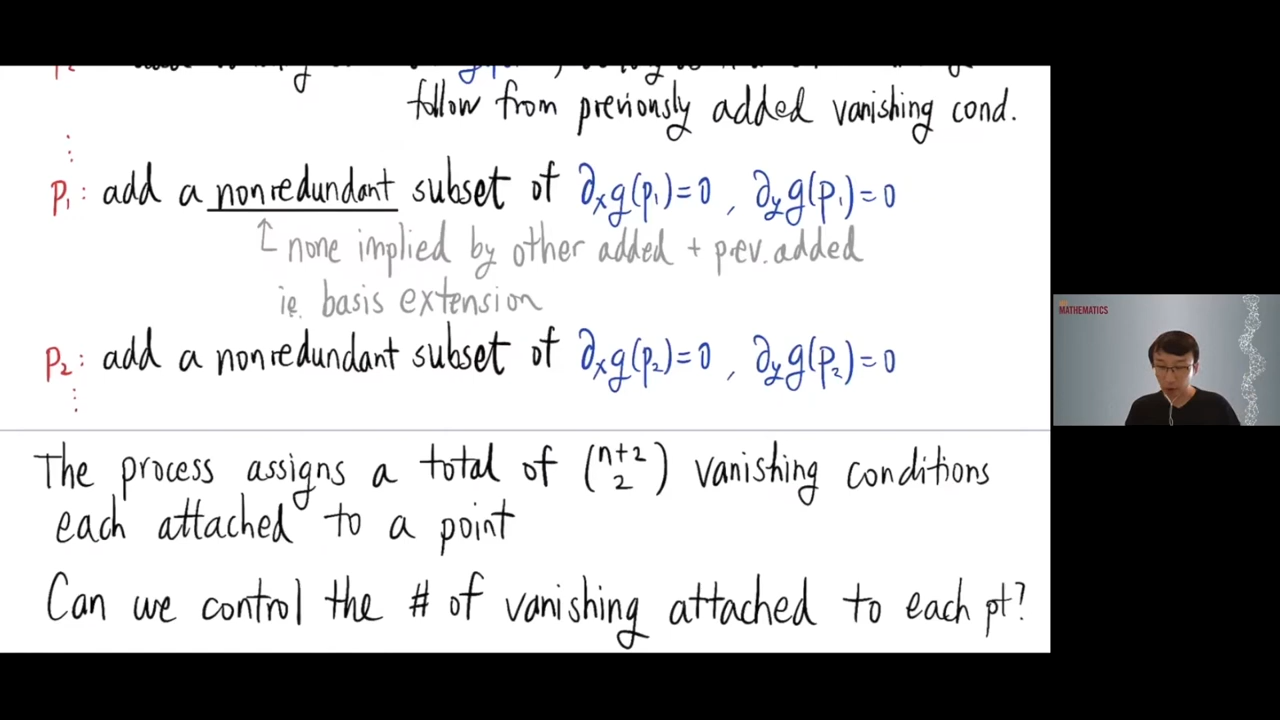 follow from previously added vanishing cond.
⋮
p₁: add a nonredundant subset of ∂ₓg(p₁)=0, ∂ᵧg(p₁)=0
↑ none implied by other added + prev. added
ie. basis extension
p₂: add a nonredundant subset of ∂ₓg(p₂)=0, ∂ᵧg(p₂)=0
⋮
The process assigns a total of (n+2 2) vanishing conditions
each attached to a point
Can we control the # of vanishing attached to each pt?
MATHEMATICS